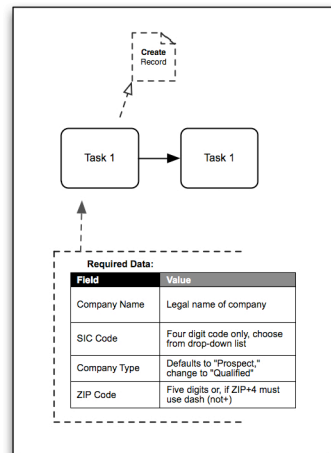 Create
Record
Task 1
Task 1
Required Data:
Field Value
Company Name Legal name of company
SIC Code Four digit code only, choose
from drop-down list
Company Type Defaults to "Prospect,"
change to "Qualified"
ZIP Code Five digits or, if ZIP+4 must
use dash (not+)